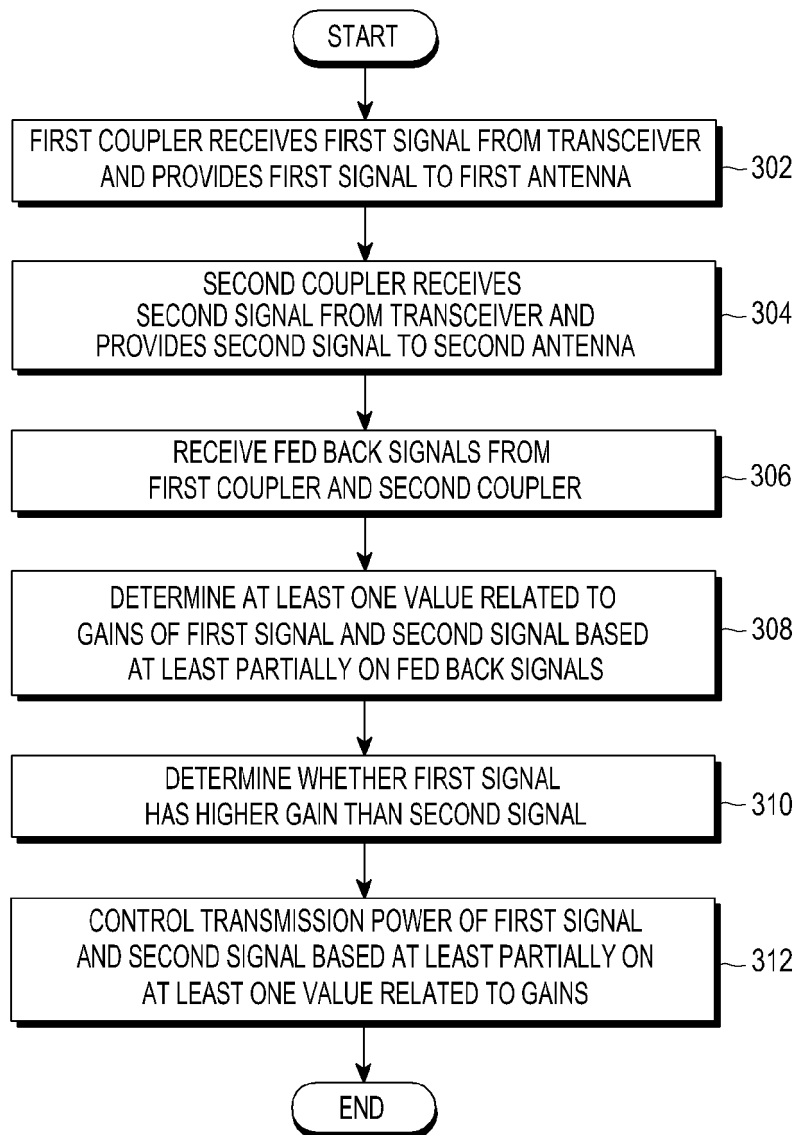 START
FIRST COUPLER RECEIVES FIRST SIGNAL FROM TRANSCEIVER
AND PROVIDES FIRST SIGNAL TO FIRST ANTENNA
302
SECOND COUPLER RECEIVES
SECOND SIGNAL FROM TRANSCEIVER AND
PROVIDES SECOND SIGNAL TO SECOND ANTENNA
304
RECEIVE FED BACK SIGNALS FROM
FIRST COUPLER AND SECOND COUPLER
306
DETERMINE AT LEAST ONE VALUE RELATED TO
GAINS OF FIRST SIGNAL AND SECOND SIGNAL BASED
AT LEAST PARTIALLY ON FED BACK SIGNALS
308
DETERMINE WHETHER FIRST SIGNAL
HAS HIGHER GAIN THAN SECOND SIGNAL
310
CONTROL TRANSMISSION POWER OF FIRST SIGNAL
AND SECOND SIGNAL BASED AT LEAST PARTIALLY ON
AT LEAST ONE VALUE RELATED TO GAINS
312
END